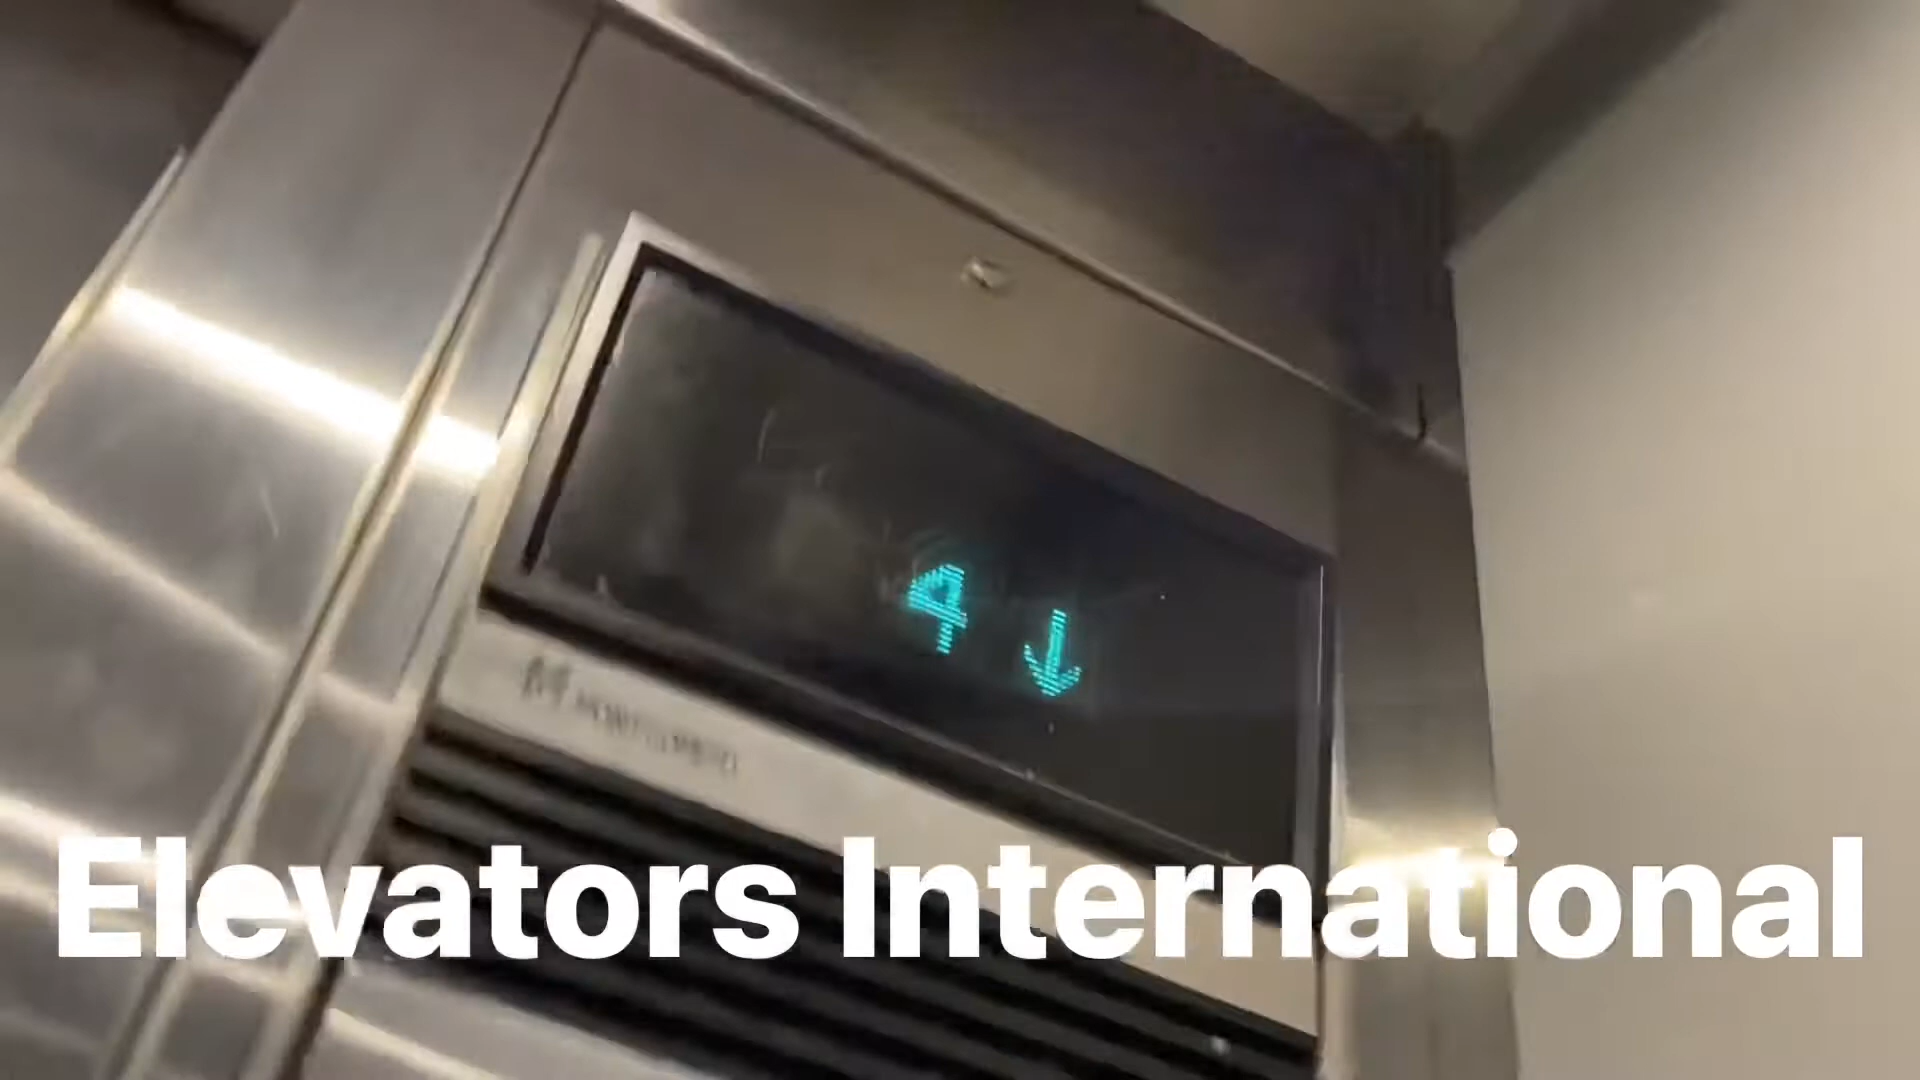 4 ↓
Elevators International